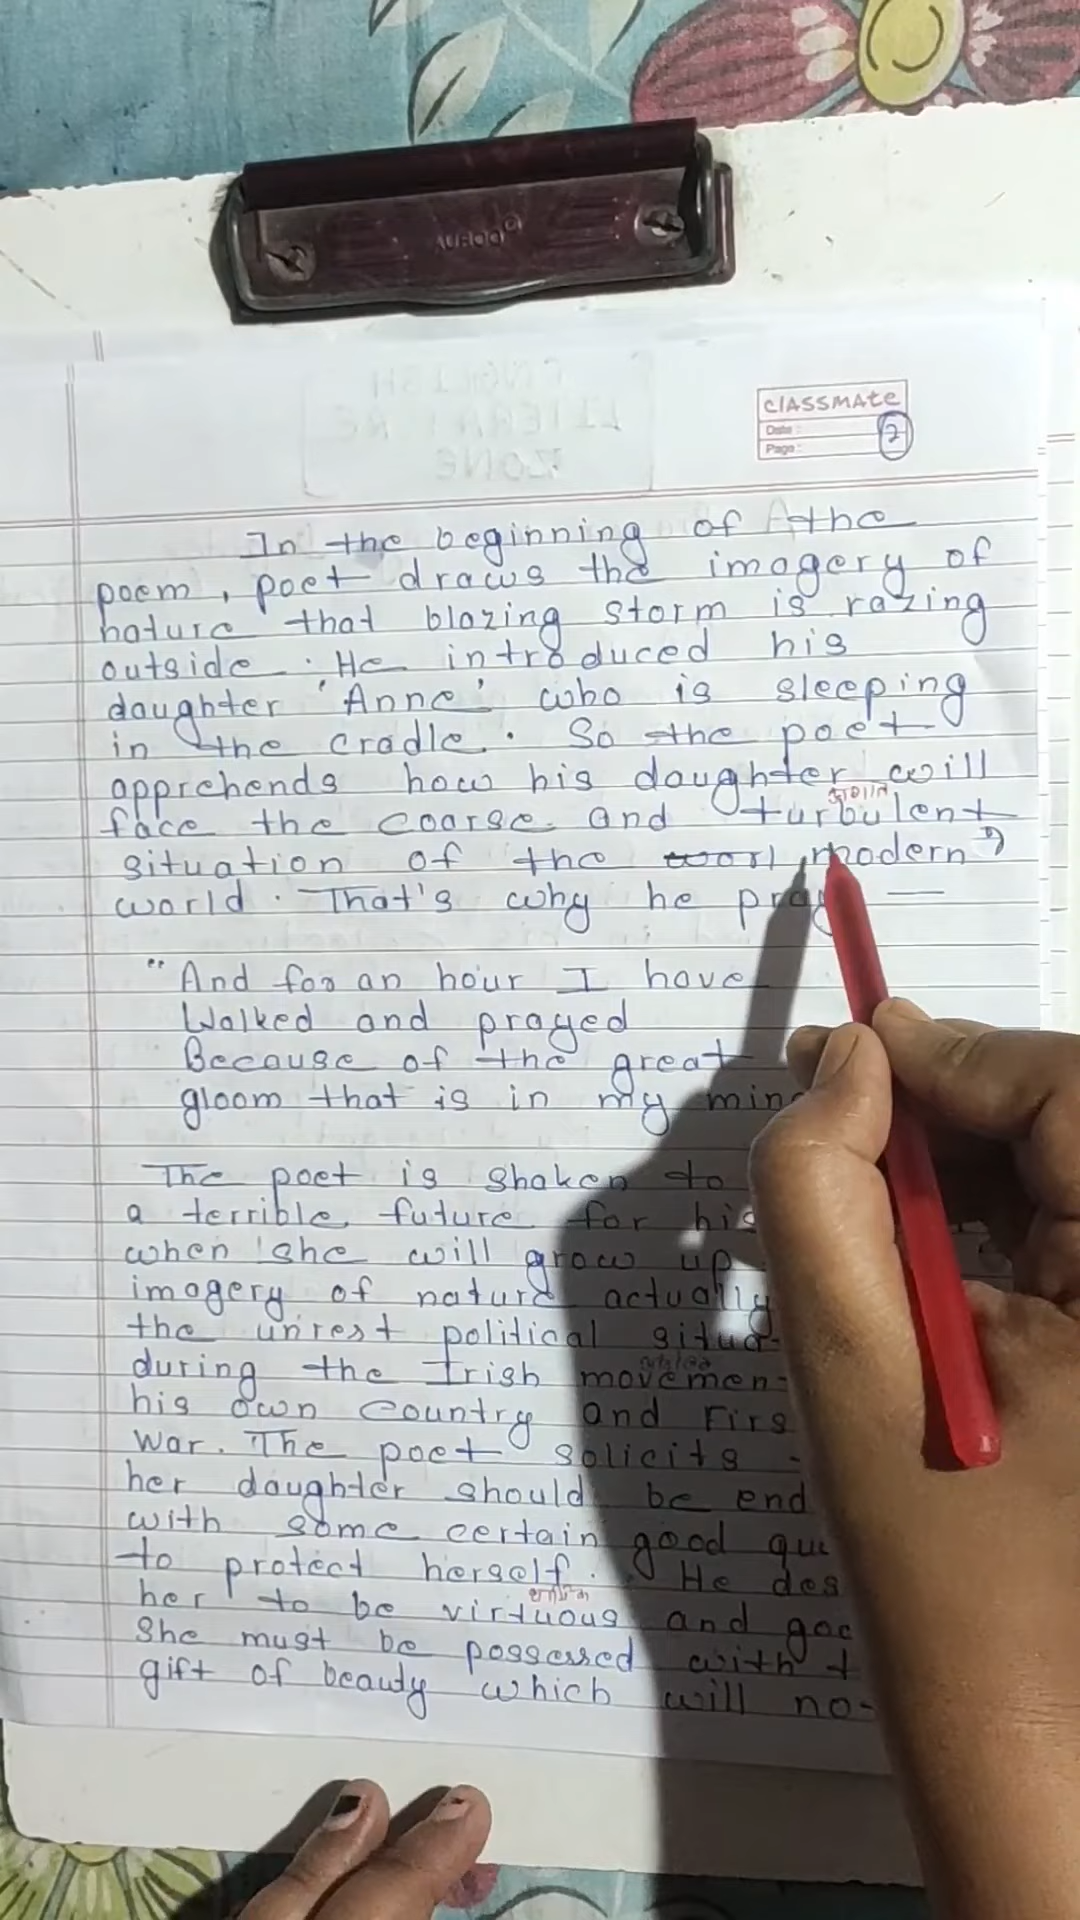 AUROO
CLASSMATE
Date :
Page :
2
In the beginning of the
poem, poet draws the imagery of
nature that blazing storm is razing
outside. He introduced his
daughter 'Anne' who is sleeping
in the cradle. So the poet
apprehends how his daughter will
face the coarse and turbulent
situation of the worl modern
world. That's why he pray —
"And for an hour I have
Walked and prayed
Because of the great
gloom that is in my
The poet is shaken to
a terrible future for his
when she will grow up
imagery of nature actually
the unrest political
during the Irish
his own country and
war. The poet solicits
her daughter should be
with some certain good
to protect herself. He
her to be virtuous and
She must be possessed with
gift of beauty which will